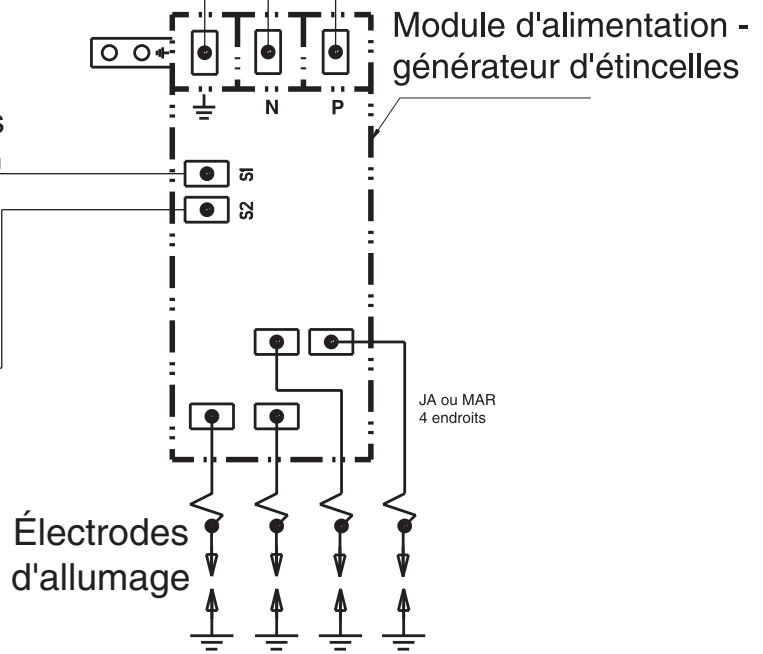 Module d'alimentation -
générateur d'étincelles
N
P
S1
S2
JA ou MAR
4 endroits
Électrodes
d'allumage